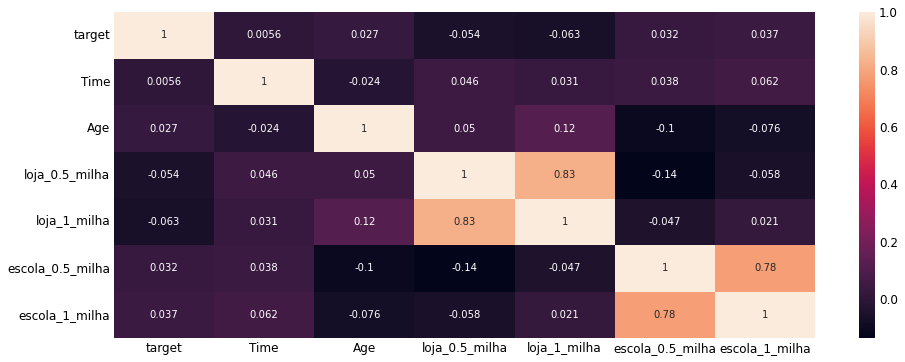 target 1 0.0056 0.027 -0.054 -0.063 0.032 0.037 1.0
Time 0.0056 1 -0.024 0.046 0.031 0.038 0.062 0.8
Age 0.027 -0.024 1 0.05 0.12 -0.1 -0.076 0.6
loja_0.5_milha -0.054 0.046 0.05 1 0.83 -0.14 -0.058 0.4
loja_1_milha -0.063 0.031 0.12 0.83 1 -0.047 0.021 0.2
escola_0.5_milha 0.032 0.038 -0.1 -0.14 -0.047 1 0.78
escola_1_milha 0.037 0.062 -0.076 -0.058 0.021 0.78 1 0.0
target Time Age loja_0.5_milha loja_1_milha escola_0.5_milha escola_1_milha